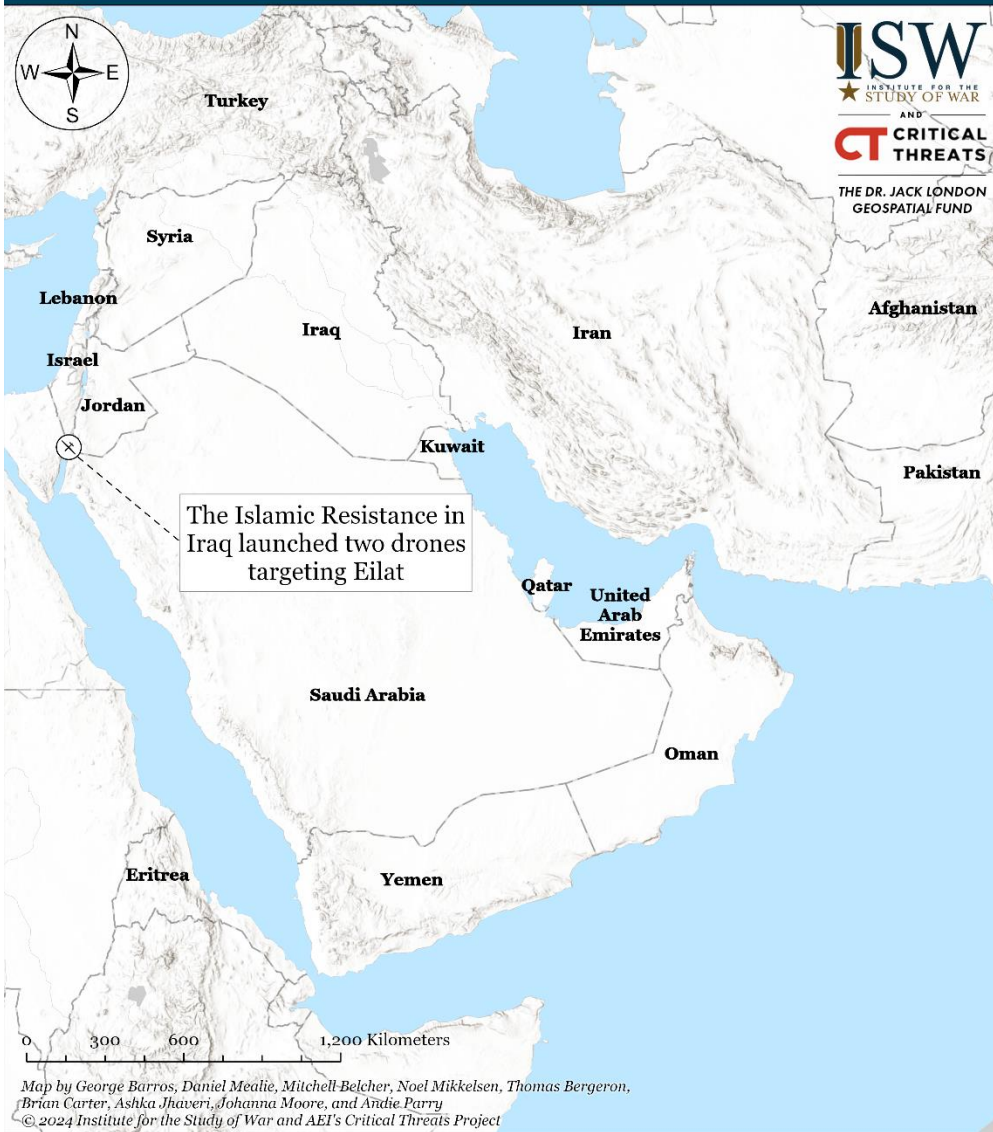 N
W
E
S
ISW
INSTITUTE FOR THE
STUDY OF WAR
AND
CT CRITICAL
THREATS
THE DR. JACK LONDON
GEOSPATIAL FUND
Turkey
Syria
Lebanon
Iraq
Iran
Afghanistan
Israel
Jordan
Kuwait
Pakistan
The Islamic Resistance in
Iraq launched two drones
targeting Eilat
Qatar
United
Arab
Emirates
Saudi Arabia
Oman
Eritrea
Yemen
0 300 600 1,200 Kilometers
Map by George Barros, Daniel Mealie, Mitchell Belcher, Noel Mikkelsen, Thomas Bergeron,
Brian Carter, Ashka Jhaveri, Johanna Moore, and Andie Parry
© 2024 Institute for the Study of War and AEI's Critical Threats Project